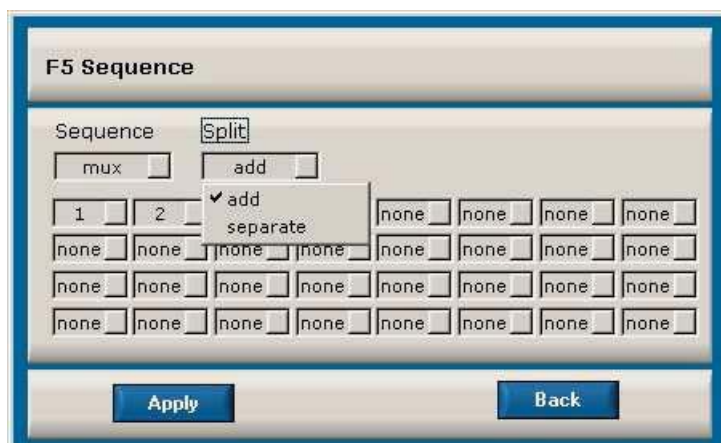 F5 Sequence
Sequence Split
mux add
add
separate
1 2 none none none none
none none none none none none none none
none none none none none none none none
none none none none none none none none
Apply Back